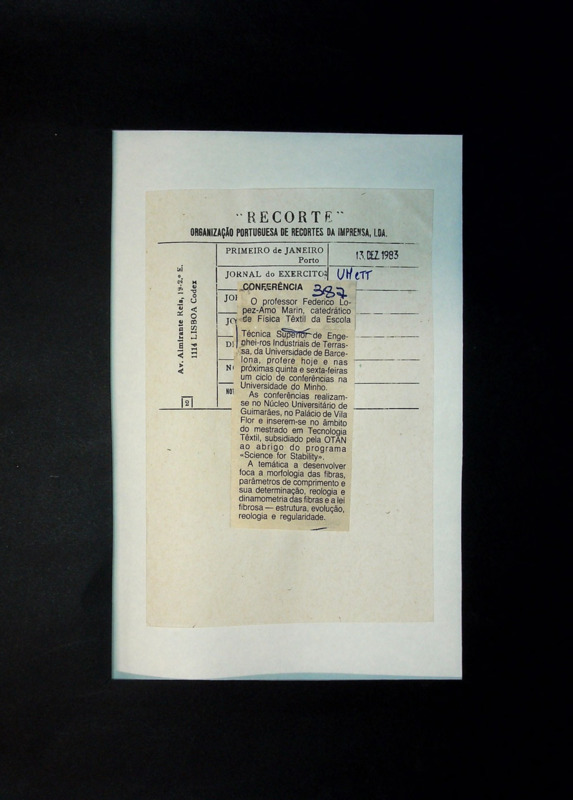 "RECORTE"
ORGANIZAÇÃO PORTUGUESA DE RECORTES DA IMPRENSA, LDA.
Av. Almirante Reis, 19-2.º E.
1114 LISBOA Codex
2
PRIMEIRO de JANEIRO
Porto
13. DEZ. 1983
JORNAL do EXERCITO
UM
387
CONFERÊNCIA
O professor Federico Lo-
pez-Amo Marin, catedrático
de Física Têxtil da Escola
Técnica Superior de Enge-
phei-ros Industriais de Terras-
sa, da Universidade de Barce-
lona, profere hoje e nas
próximas quinta e sexta-feiras
um ciclo de conferências na
Universidade do Minho.
As conferências realizam-
se no Núcleo Universitário de
Guimarães, no Palácio de Vila
Flor e inserem-se no âmbito
do mestrado em Tecnologia
Têxtil, subsidiado pela OTAN
ao abrigo do programa
«Science for Stability».
A temática a desenvolver
foca a morfologia das fibras,
parâmetros de comprimento e
sua determinação, reologia e
dinamometria das fibras e a lei
fibrosa — estrutura, evolução,
reologia e regularidade.